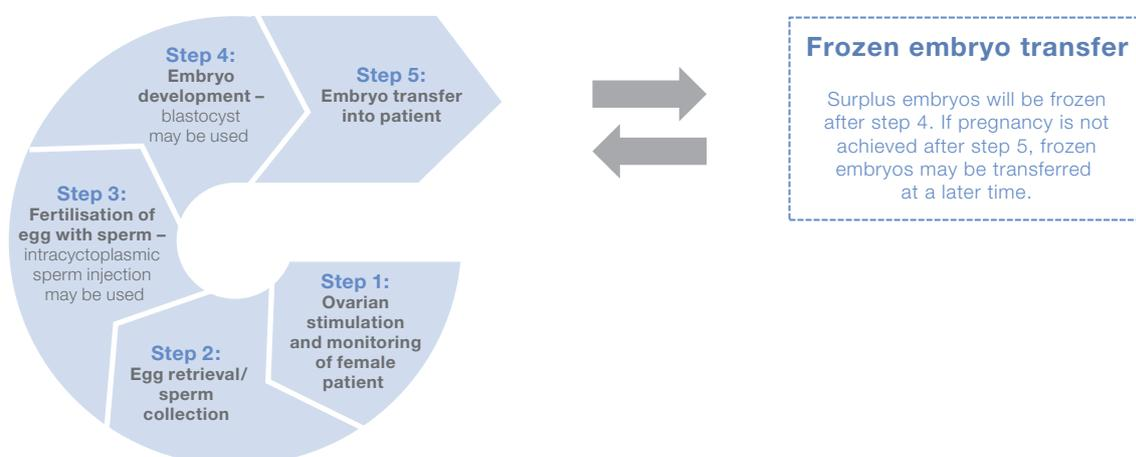 Step 1:
Ovarian
stimulation
and monitoring
of female
patient
Step 2:
Egg retrieval/
sperm
collection
Step 3:
Fertilisation of
egg with sperm –
intracyctoplasmic
sperm injection
may be used
Step 4:
Embryo
development –
blastocyst
may be used
Step 5:
Embryo transfer
into patient
Frozen embryo transfer
Surplus embryos will be frozen
after step 4. If pregnancy is not
achieved after step 5, frozen
embryos may be transferred
at a later time.